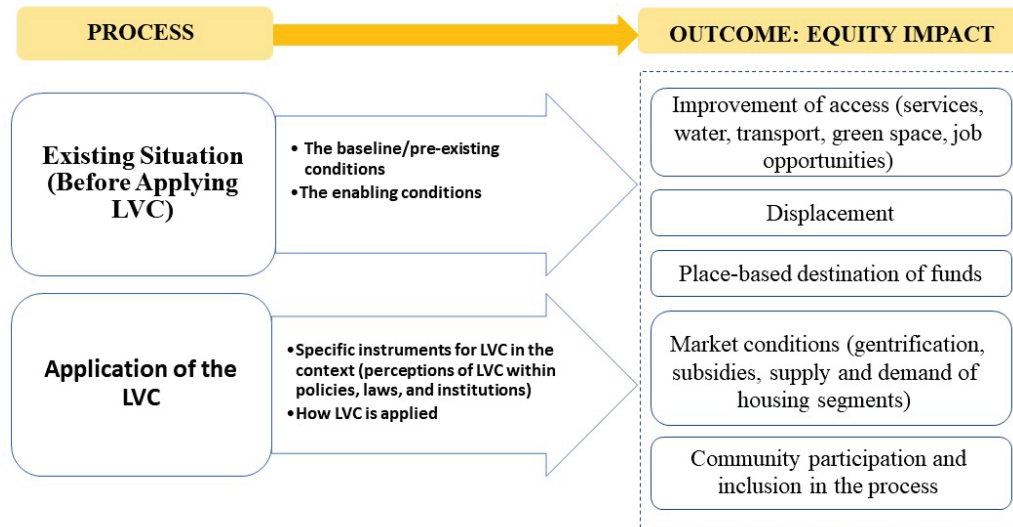 PROCESS
OUTCOME: EQUITY IMPACT
Existing Situation
(Before Applying
LVC)
• The baseline/pre-existing
conditions
•The enabling conditions
Application of the
LVC
•Specific instruments for LVC in the
context (perceptions of LVC within
policies, laws, and institutions)
•How LVC is applied
Improvement of access (services,
water, transport, green space, job
opportunities)
Displacement
Place-based destination of funds
Market conditions (gentrification,
subsidies, supply and demand of
housing segments)
Community participation and
inclusion in the process